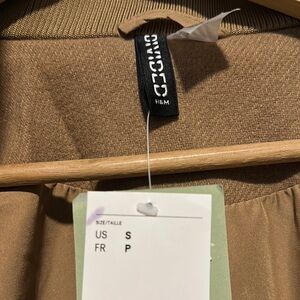 DIVIDED
H&M
SIZE/TAILLE
US S
FR P